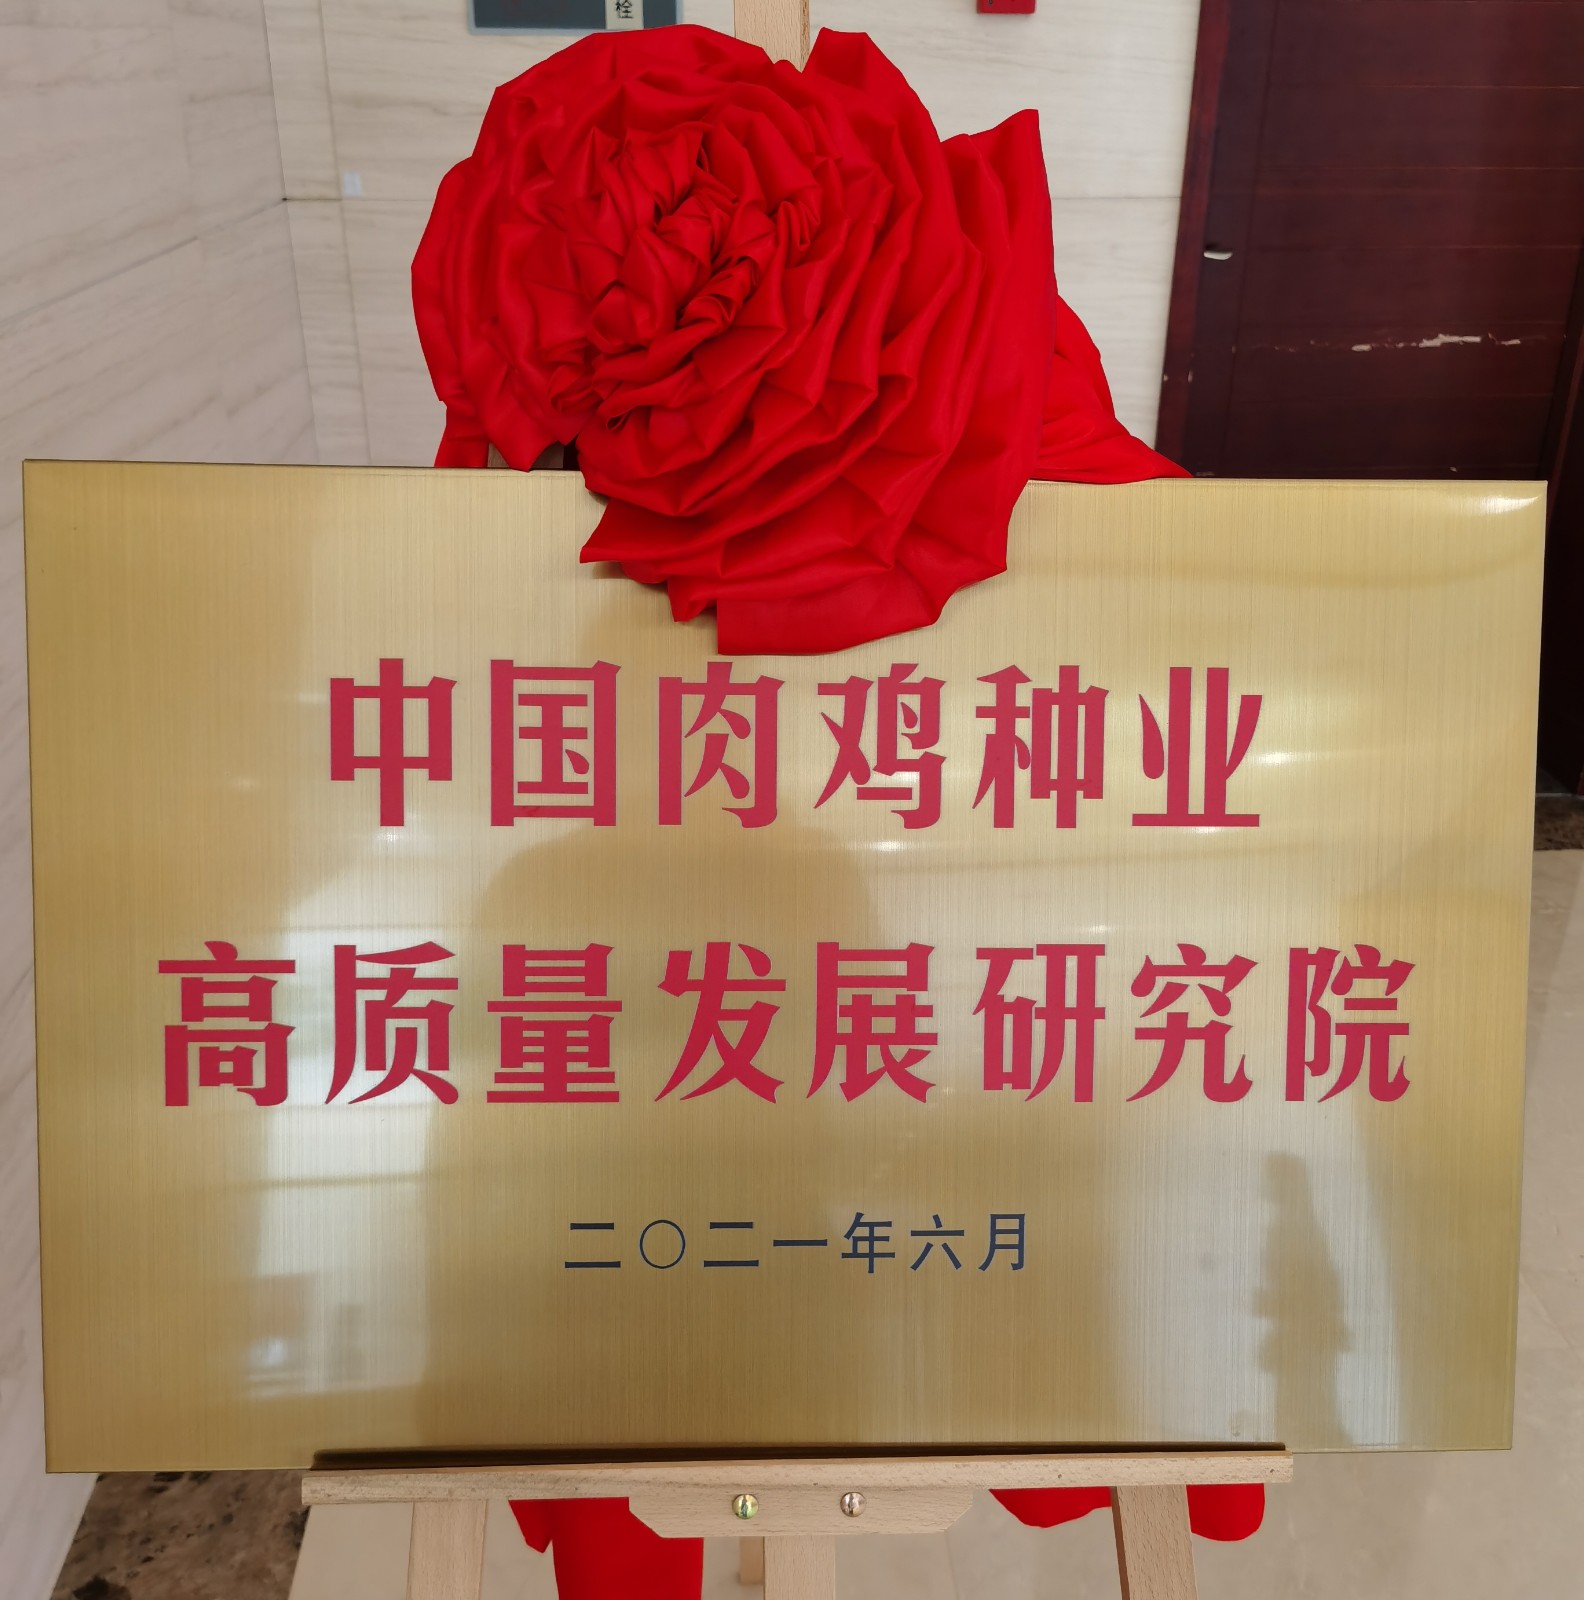 栓
中国肉鸡种业
高质量发展研究院
二〇二一年六月